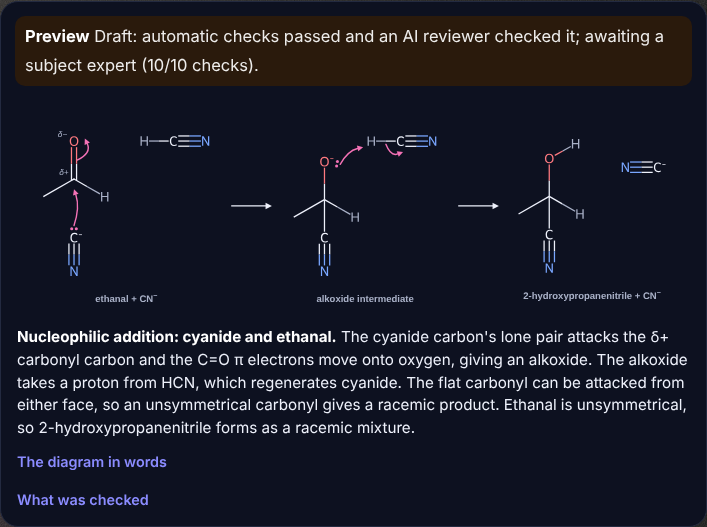 Preview Draft: automatic checks passed and an AI reviewer checked it; awaiting a
subject expert (10/10 checks).
δ−
O
δ+
H
C⁻
N
H C N
ethanal + CN⁻
O⁻
H
C
N
H C N
alkoxide intermediate
H
O
H
C
N
N C⁻
2-hydroxypropanenitrile + CN⁻
Nucleophilic addition: cyanide and ethanal. The cyanide carbon's lone pair attacks the δ+
carbonyl carbon and the C=O π electrons move onto oxygen, giving an alkoxide. The alkoxide
takes a proton from HCN, which regenerates cyanide. The flat carbonyl can be attacked from
either face, so an unsymmetrical carbonyl gives a racemic product. Ethanal is unsymmetrical,
so 2-hydroxypropanenitrile forms as a racemic mixture.
The diagram in words
What was checked